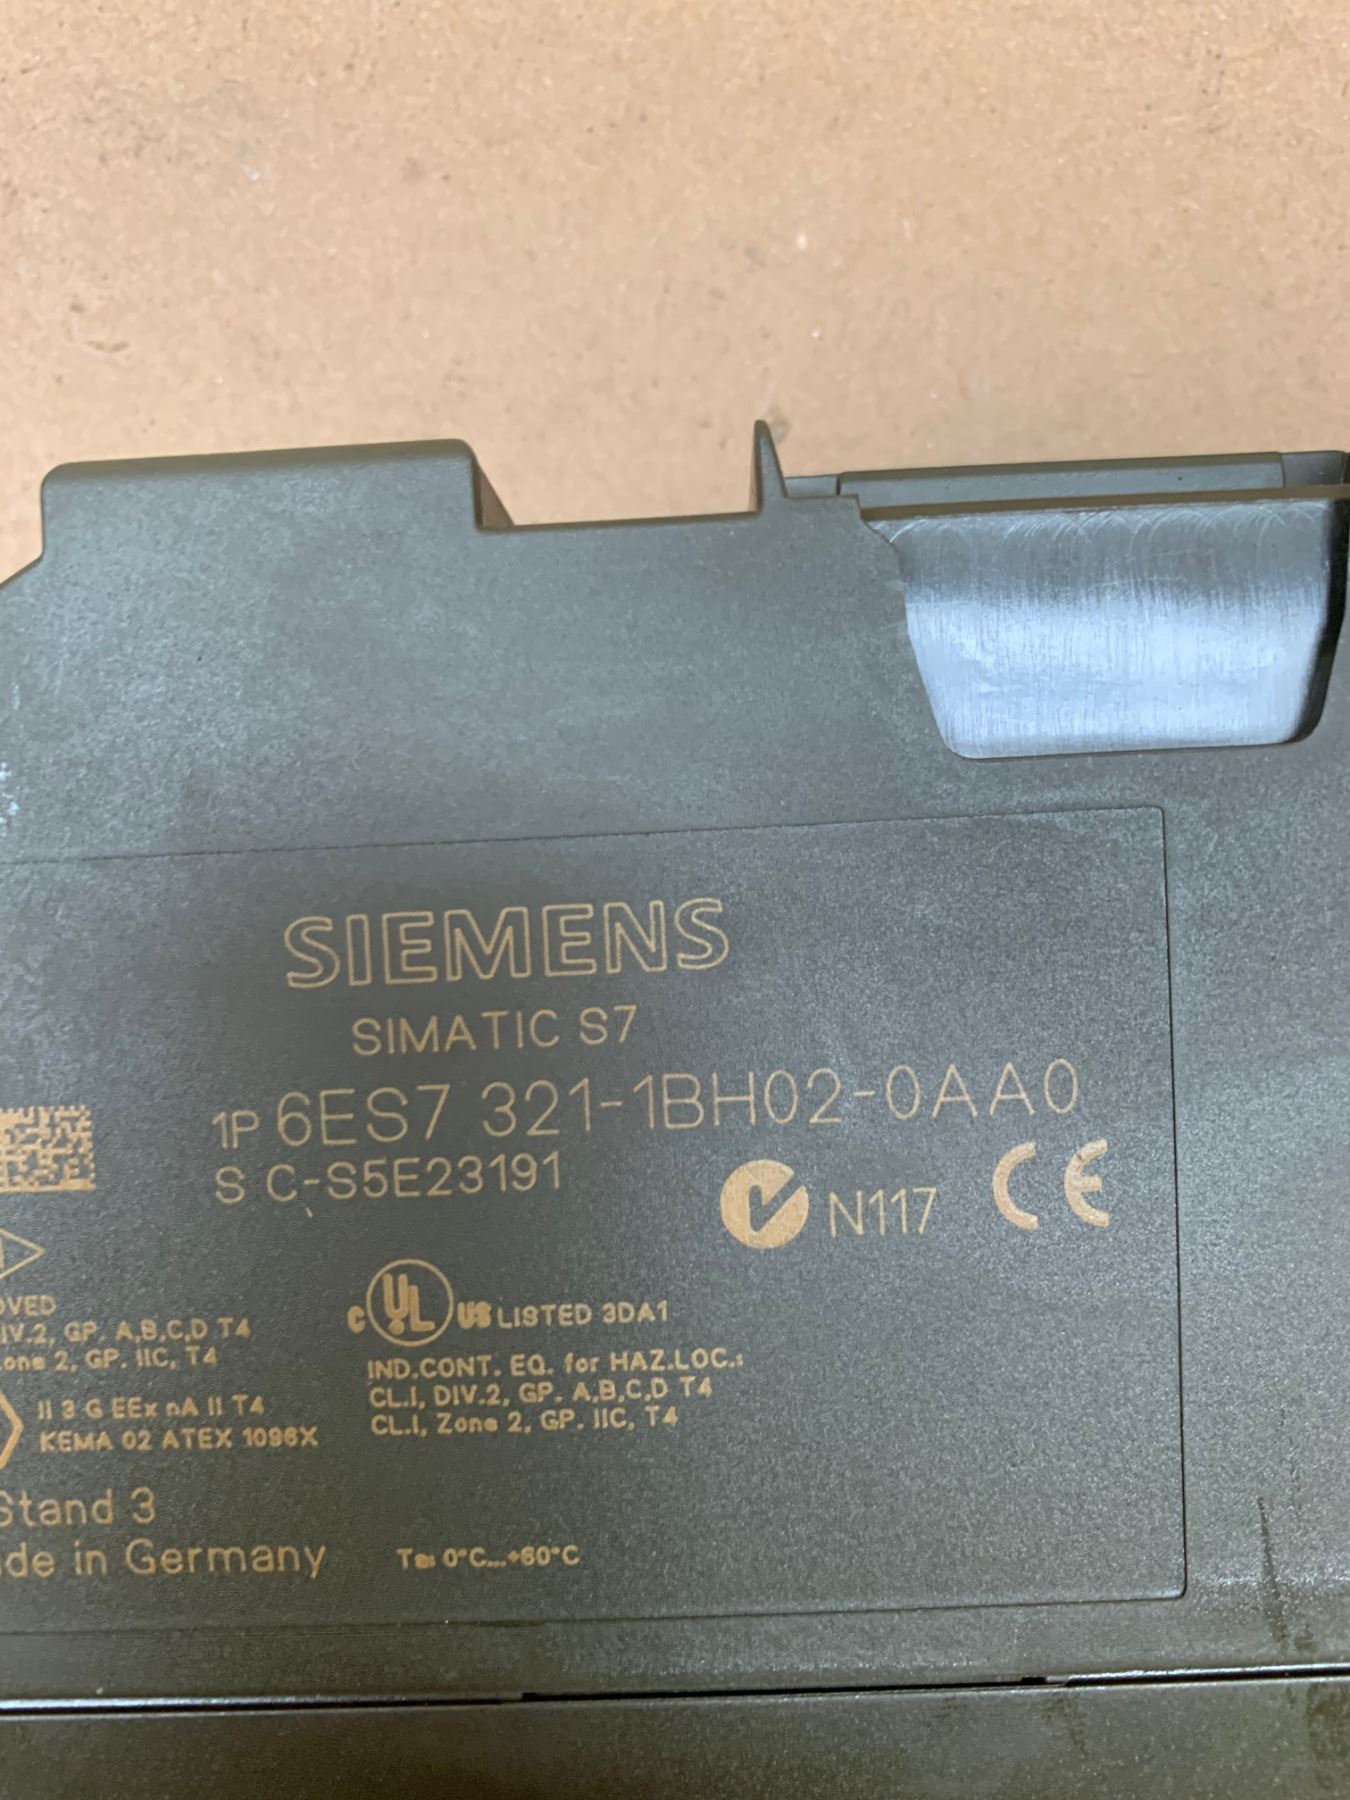 SIEMENS
SIMATIC S7
1P 6ES7 321-1BH02-0AA0
S C-S5E23191
N117 CE
OVED
IV.2, GP. A,B,C,D T4
one 2, GP. IIC, T4
II 3 G EEx nA II T4
KEMA 02 ATEX 1096X
c UL US LISTED 3DA1
IND.CONT. EQ. for HAZ.LOC.:
CL.I, DIV.2, GP. A,B,C,D T4
CL.I, Zone 2, GP. IIC, T4
Stand 3
de in Germany
Ta: 0°C...+60°C